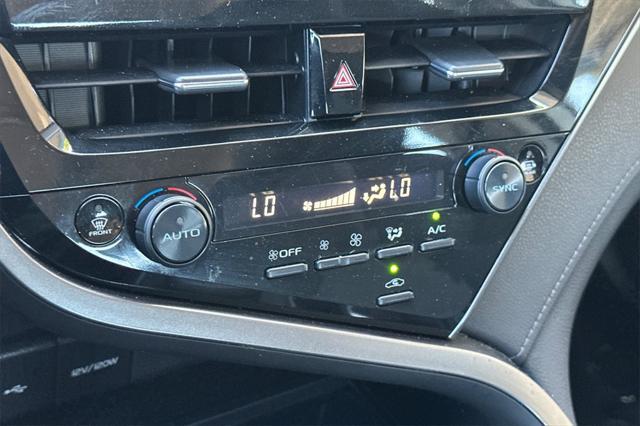 LO LO
FRONT
AUTO
SYNC
OFF
A/C
12V/120W